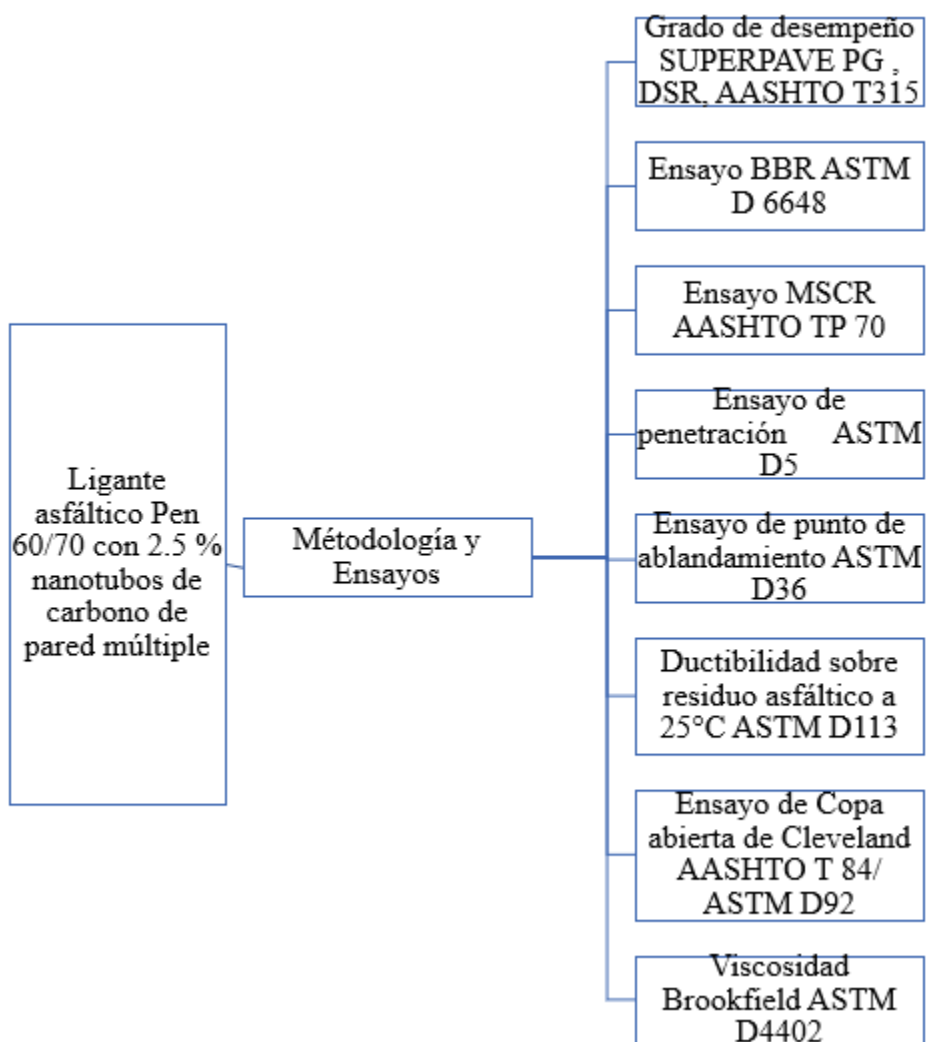 Ligante
asfáltico Pen
60/70 con 2.5 %
nanotubos de
carbono de
pared múltiple
Métodología y
Ensayos
Grado de desempeño
SUPERPAVE PG ,
DSR, AASHTO T315
Ensayo BBR ASTM
D 6648
Ensayo MSCR
AASHTO TP 70
Ensayo de
penetración ASTM
D5
Ensayo de punto de
ablandamiento ASTM
D36
Ductibilidad sobre
residuo asfáltico a
25°C ASTM D113
Ensayo de Copa
abierta de Cleveland
AASHTO T 84/
ASTM D92
Viscosidad
Brookfield ASTM
D4402